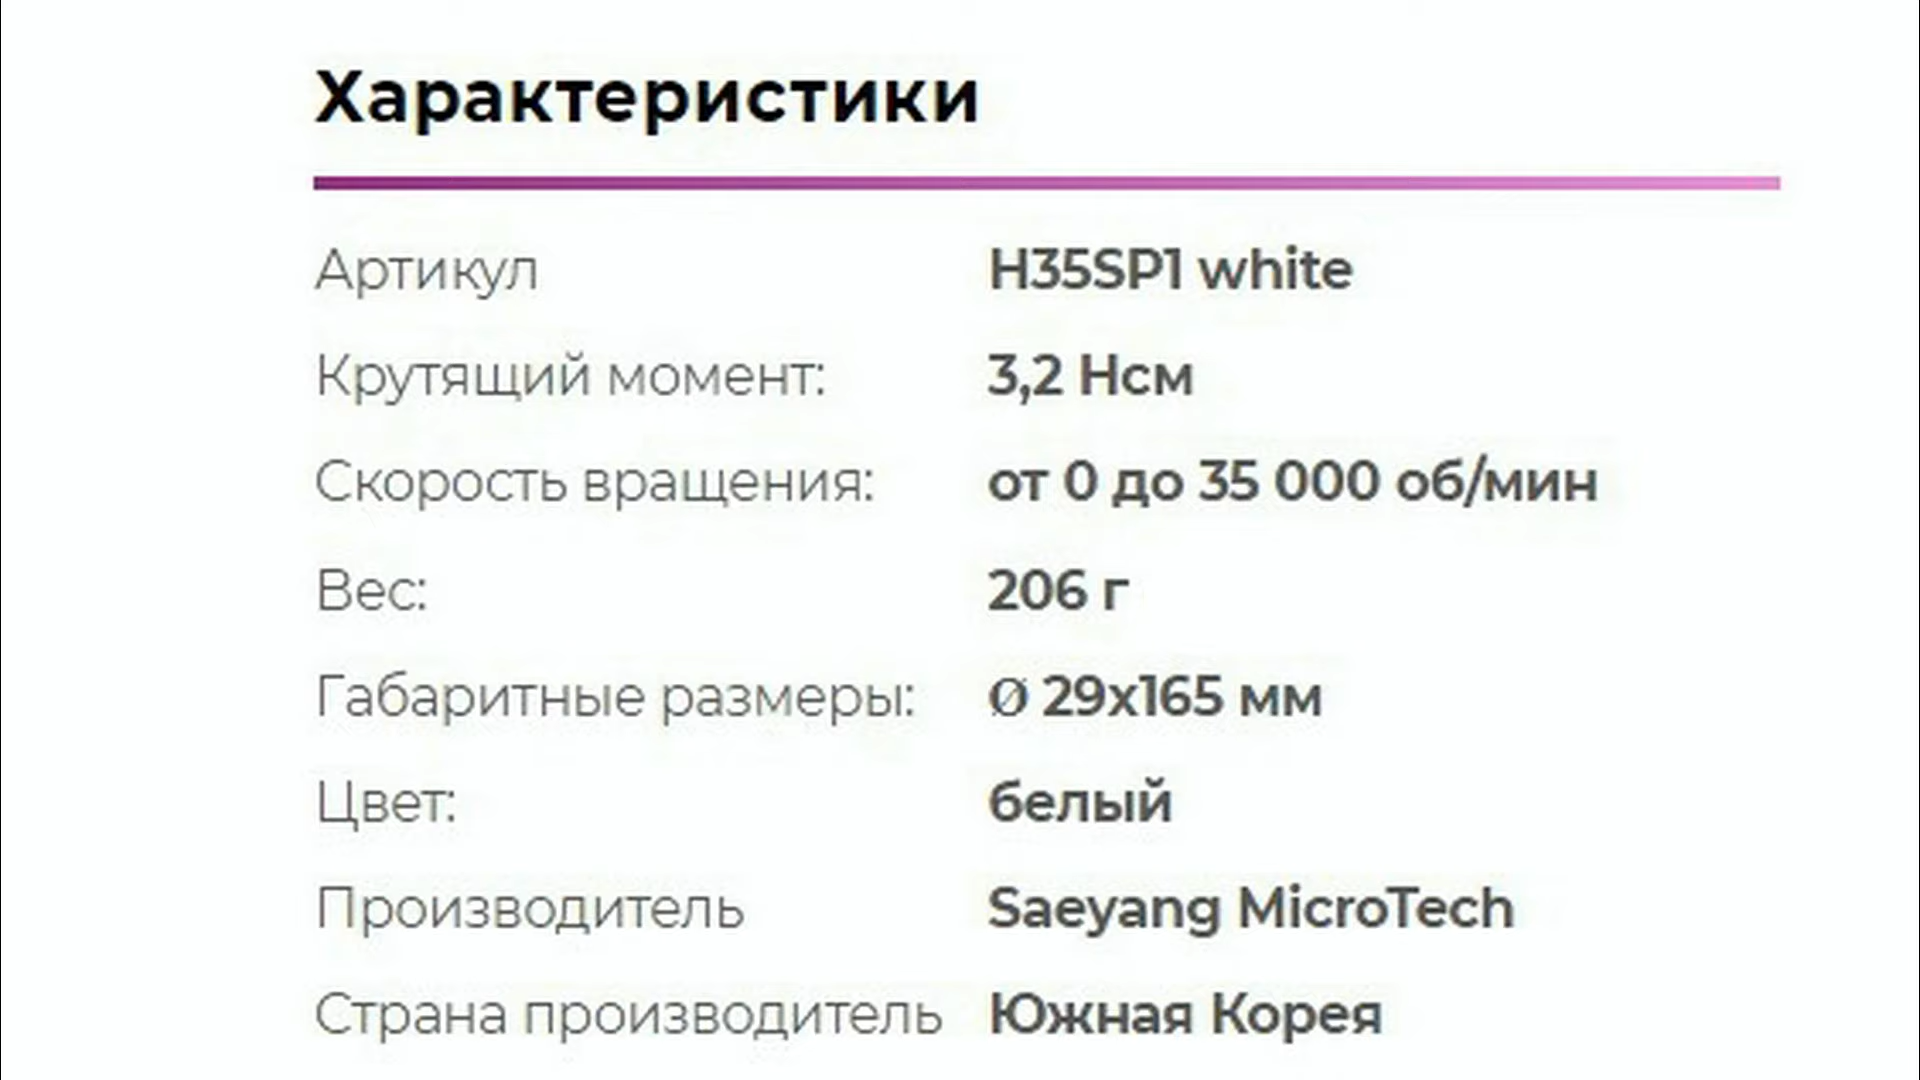 Характеристики
Артикул H35SP1 white
Крутящий момент: 3,2 Нсм
Скорость вращения: от 0 до 35 000 об/мин
Вес: 206 г
Габаритные размеры: Ø 29x165 мм
Цвет: белый
Производитель Saeyang MicroTech
Страна производитель Южная Корея